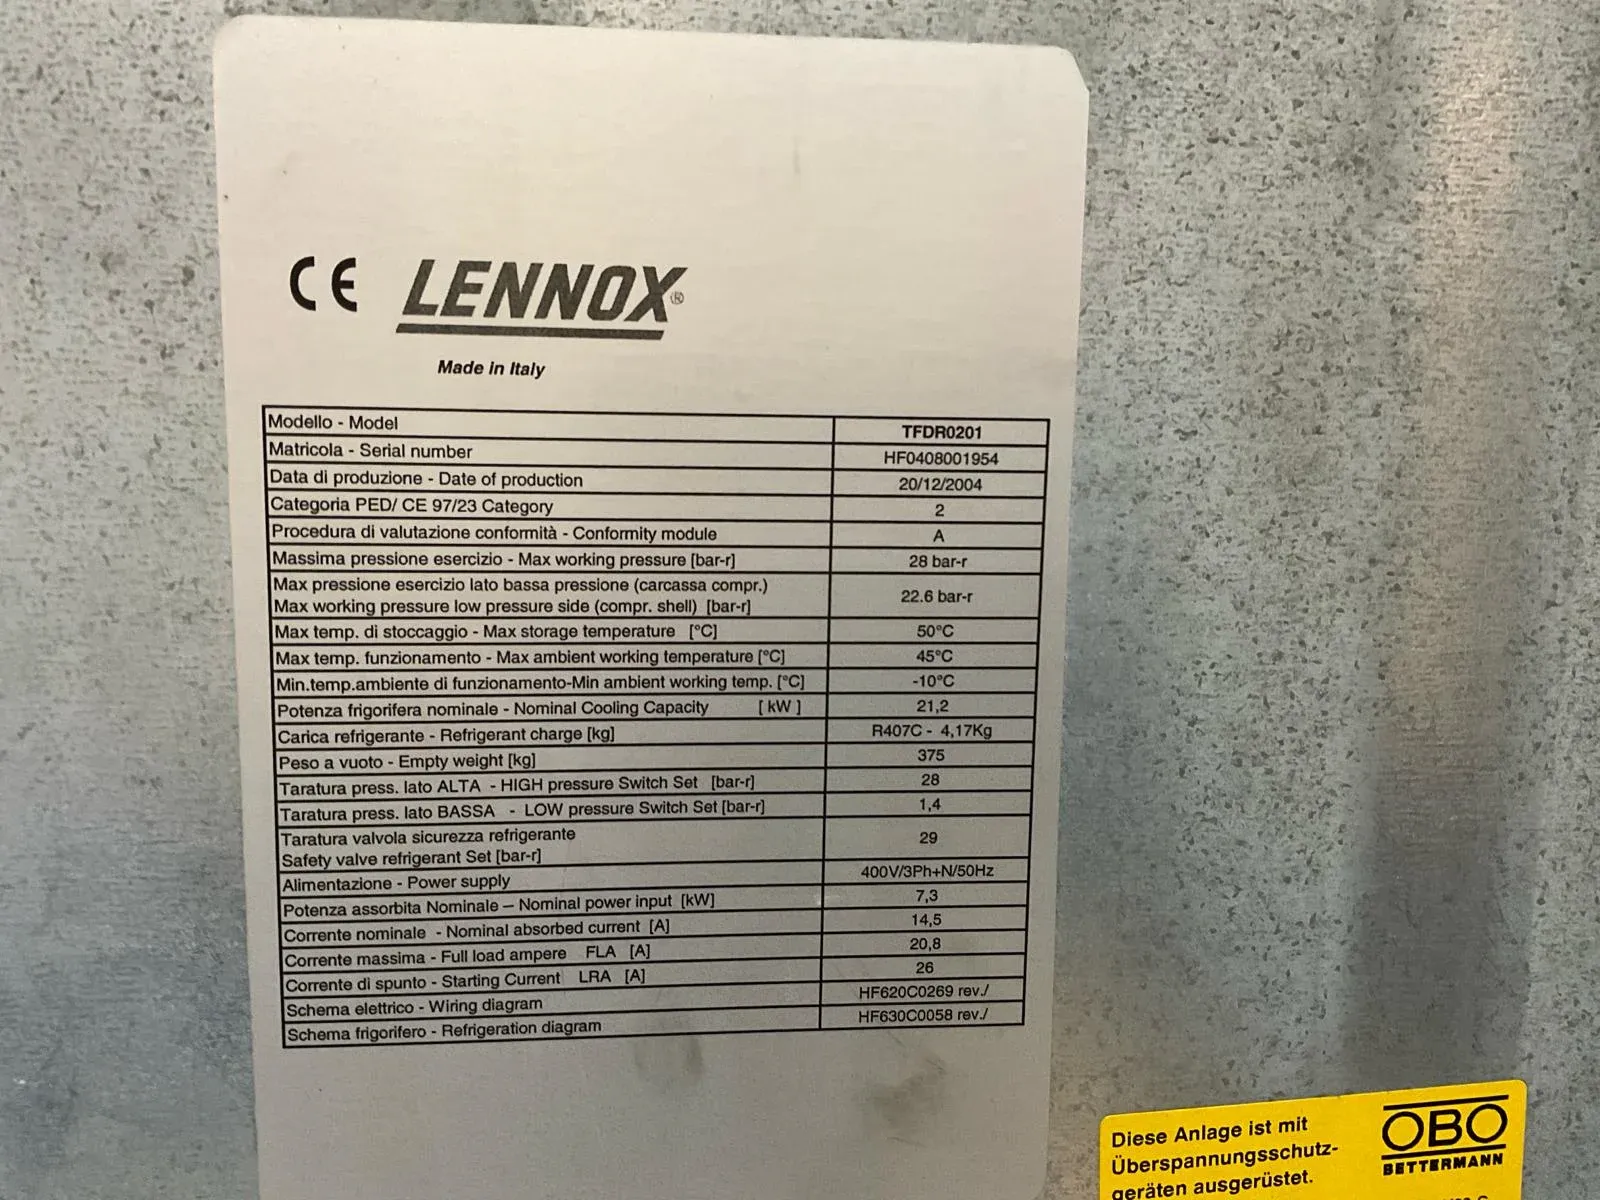 CE LENNOX®
Made in Italy
Modello - Model TFDR0201
Matricola - Serial number HF0408001954
Data di produzione - Date of production 20/12/2004
Categoria PED/ CE 97/23 Category 2
Procedura di valutazione conformità - Conformity module A
Massima pressione esercizio - Max working pressure [bar-r] 28 bar-r
Max pressione esercizio lato bassa pressione (carcassa compr.)
Max working pressure low pressure side (compr. shell) [bar-r] 22.6 bar-r
Max temp. di stoccaggio - Max storage temperature [°C] 50°C
Max temp. funzionamento - Max ambient working temperature [°C] 45°C
Min.temp.ambiente di funzionamento-Min ambient working temp. [°C] -10°C
Potenza frigorifera nominale - Nominal Cooling Capacity [ kW ] 21,2
Carica refrigerante - Refrigerant charge [kg] R407C - 4,17Kg
Peso a vuoto - Empty weight [kg] 375
Taratura press. lato ALTA - HIGH pressure Switch Set [bar-r] 28
Taratura press. lato BASSA - LOW pressure Switch Set [bar-r] 1,4
Taratura valvola sicurezza refrigerante
Safety valve refrigerant Set [bar-r] 29
Alimentazione - Power supply 400V/3Ph+N/50Hz
Potenza assorbita Nominale – Nominal power input [kW] 7,3
Corrente nominale - Nominal absorbed current [A] 14,5
Corrente massima - Full load ampere FLA [A] 20,8
Corrente di spunto - Starting Current LRA [A] 26
Schema elettrico - Wiring diagram HF620C0269 rev./
Schema frigorifero - Refrigeration diagram HF630C0058 rev./
Diese Anlage ist mit
Überspannungsschutz-
geräten ausgerüstet.
OBO
BETTERMANN